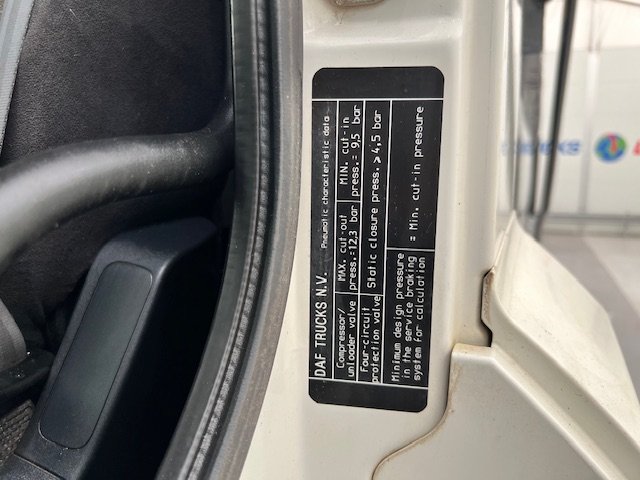 DAF TRUCKS N.V. Pneumatic characteristic data
Compressor/ MAX. cut-out MIN. cut-in
unloader valve press.=12,3 bar press.= 9,5 bar
Four-circuit Static closure press. > 4,5 bar
protection valve
Minimum design pressure
in the service braking = Min. cut-in pressure
system for calculation